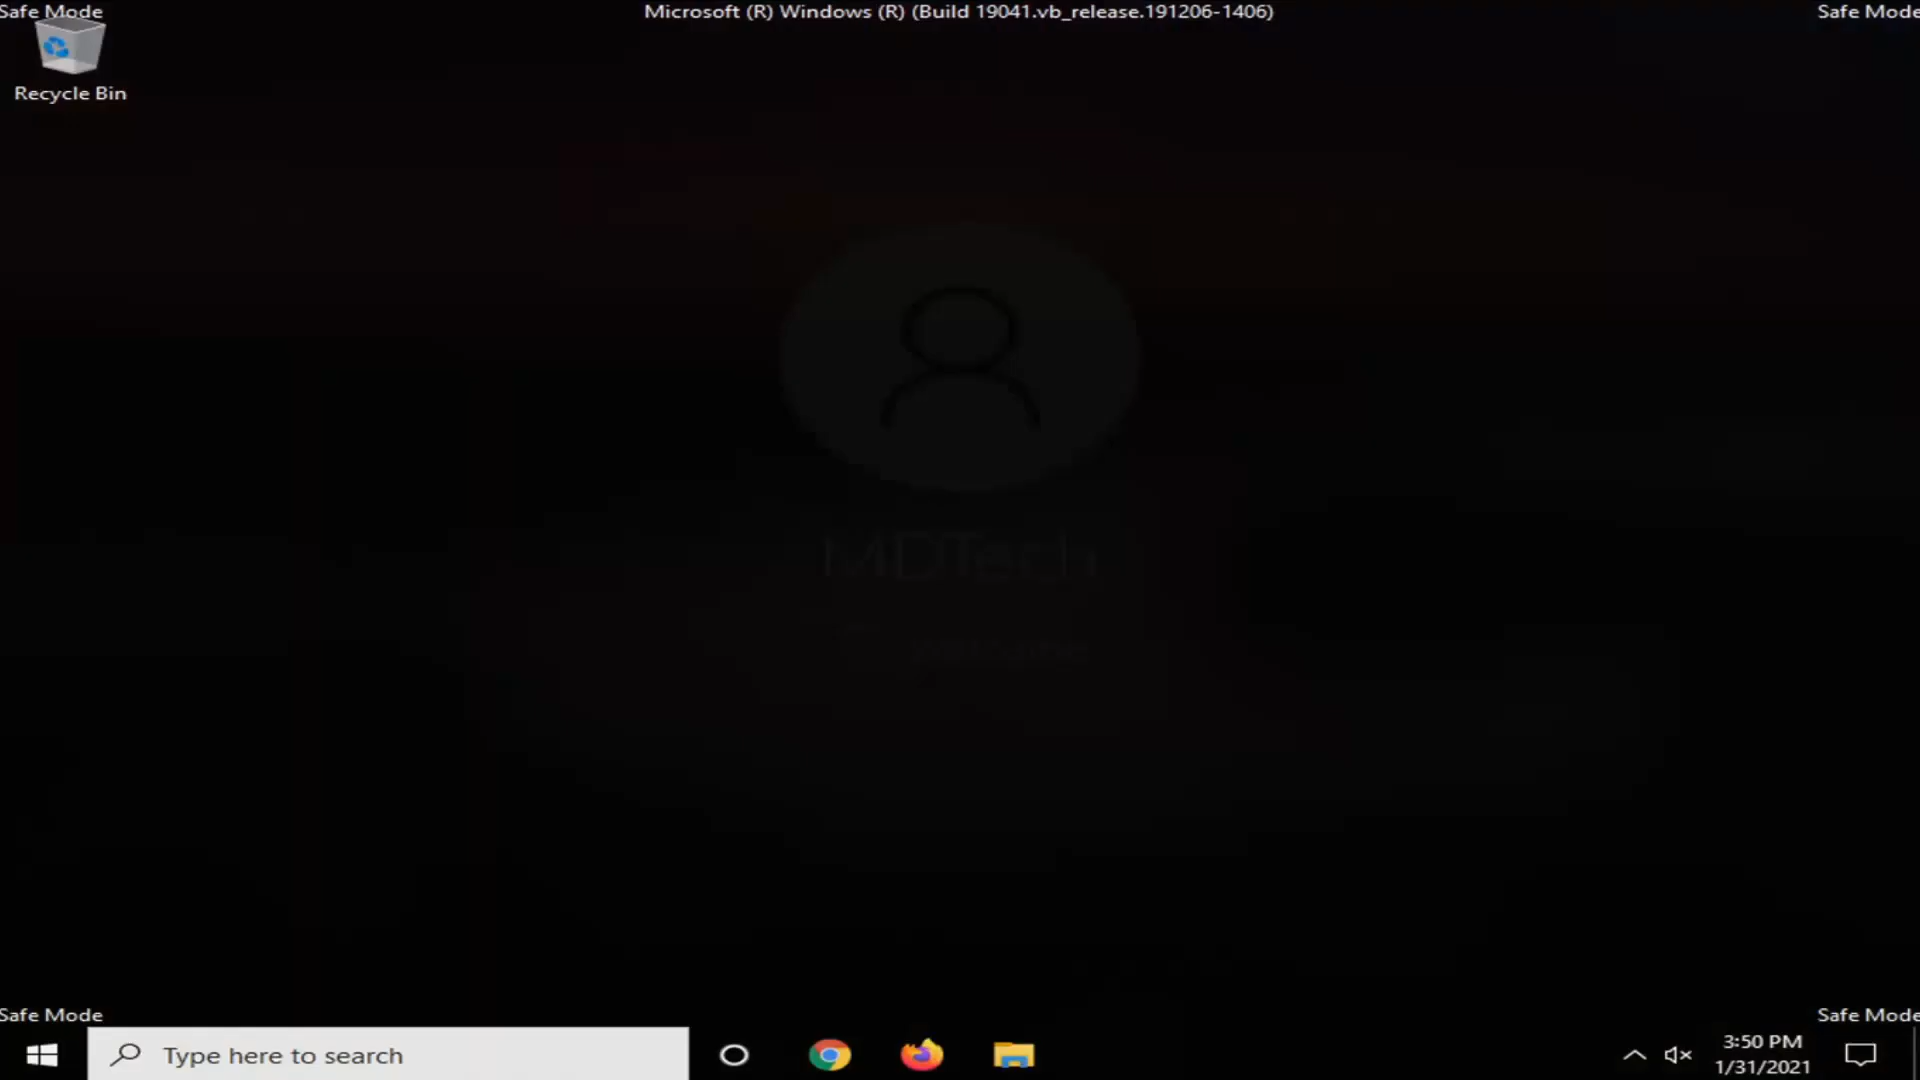 Safe Mode
Microsoft (R) Windows (R) (Build 19041.vb_release.191206-1406)
Safe Mode
Recycle Bin
MDTech
Safe Mode
Safe Mode
Type here to search
3:50 PM
1/31/2021